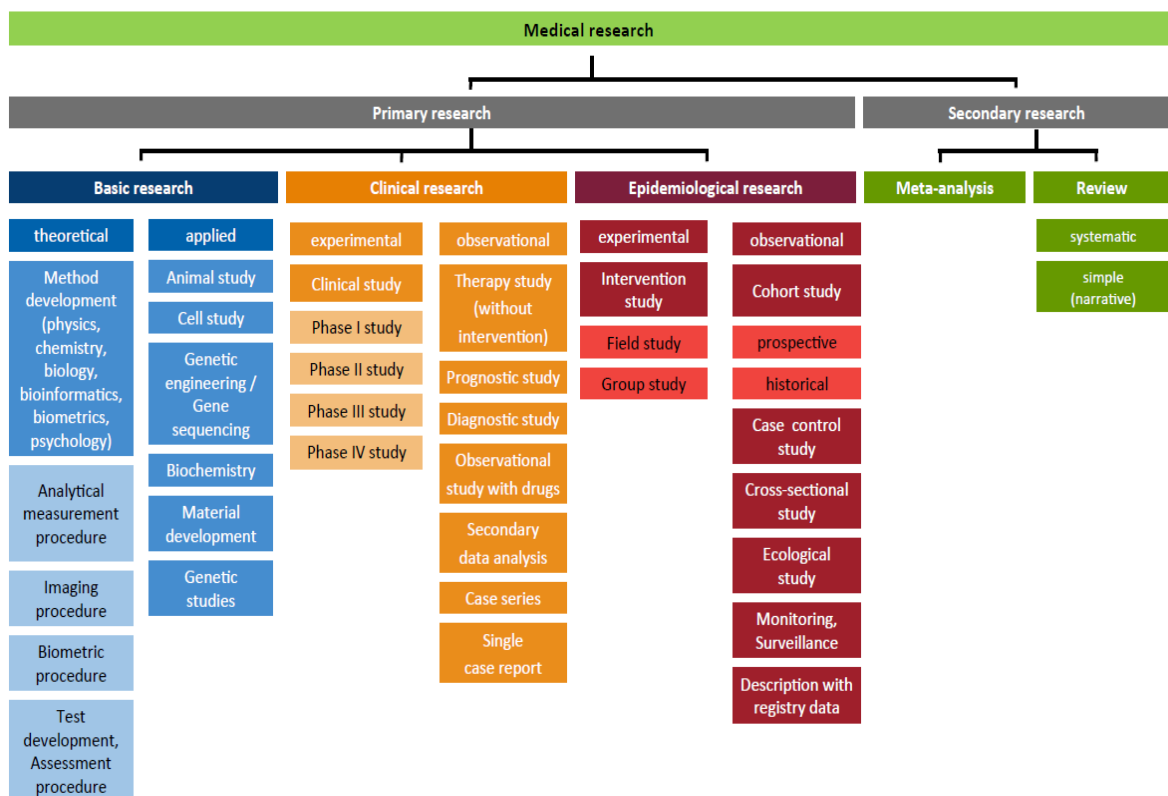 Medical research
Primary research
Secondary research
Basic research
Clinical research
Epidemiological research
Meta-analysis
Review
theoretical
Method
development
(physics,
chemistry,
biology,
bioinformatics,
biometrics,
psychology)
Analytical
measurement
procedure
Imaging
procedure
Biometric
procedure
Test
development,
Assessment
procedure
applied
Animal study
Cell study
Genetic
engineering /
Gene
sequencing
Biochemistry
Material
development
Genetic
studies
experimental
Clinical study
Phase I study
Phase II study
Phase III study
Phase IV study
observational
Therapy study
(without
intervention)
Prognostic study
Diagnostic study
Observational
study with drugs
Secondary
data analysis
Case series
Single
case report
experimental
Intervention
study
Field study
Group study
observational
Cohort study
prospective
historical
Case control
study
Cross-sectional
study
Ecological
study
Monitoring,
Surveillance
Description with
registry data
systematic
simple
(narrative)